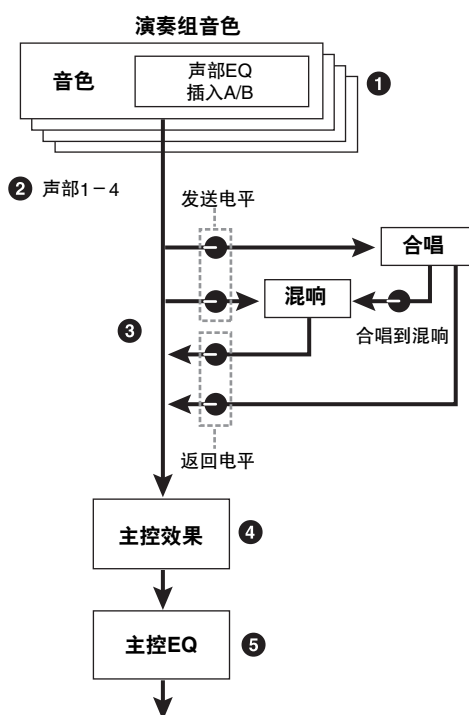 演奏组音色
音色
声部EQ
插入A/B
❶
❷ 声部1－4
发送电平
合唱
混响
合唱到混响
❸
返回电平
主控效果
❹
主控EQ
❺